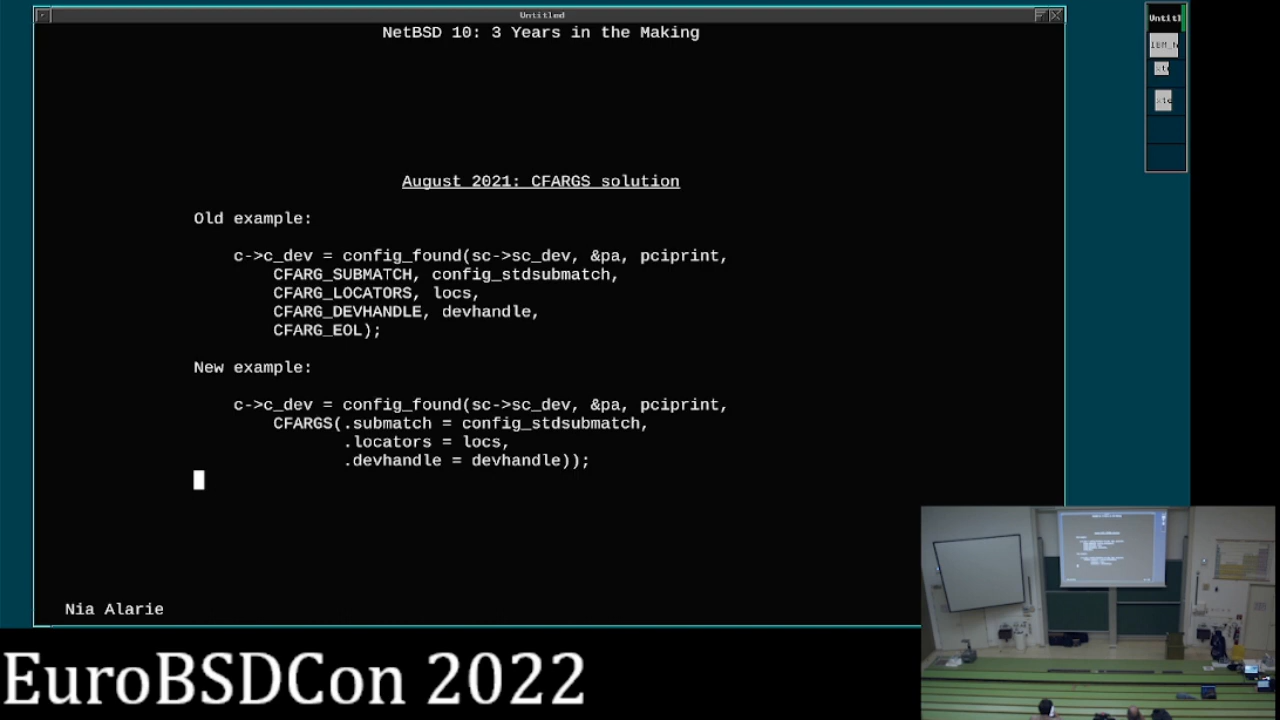 Untitled
NetBSD 10: 3 Years in the Making
August 2021: CFARGS solution
Old example:
c->c_dev = config_found(sc->sc_dev, &pa, pciprint,
CFARG_SUBMATCH, config_stdsubmatch,
CFARG_LOCATORS, locs,
CFARG_DEVHANDLE, devhandle,
CFARG_EOL);
New example:
c->c_dev = config_found(sc->sc_dev, &pa, pciprint,
CFARGS(.submatch = config_stdsubmatch,
.locators = locs,
.devhandle = devhandle));
Nia Alarie
EuroBSDCon 2022
Untitl